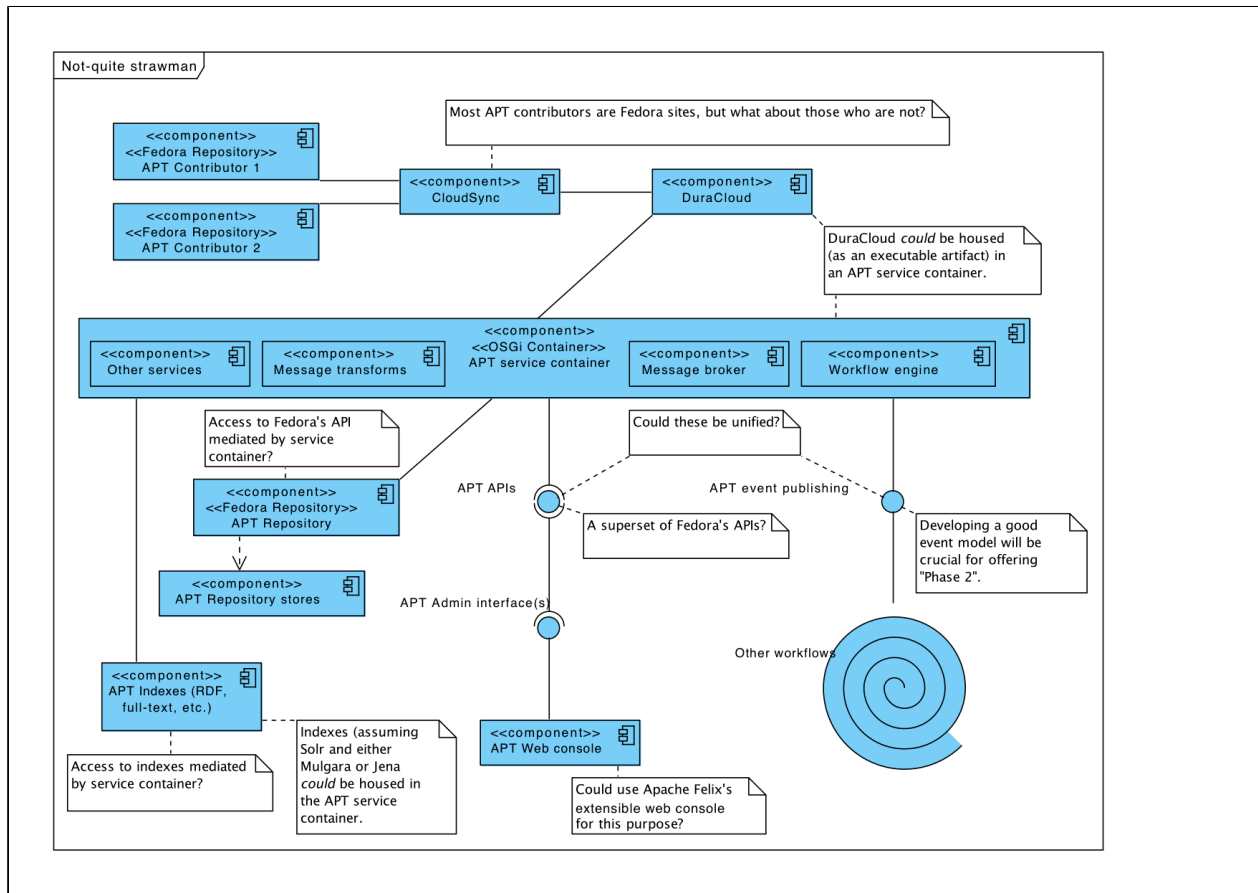 Not-quite strawman
Most APT contributors are Fedora sites, but what about those who are not?
<<component>>
<<Fedora Repository>>
APT Contributor 1
<<component>>
CloudSync
<<component>>
DuraCloud
<<component>>
<<Fedora Repository>>
APT Contributor 2
DuraCloud could be housed
(as an executable artifact) in
an APT service container.
<<component>>
<<OSGi Container>>
APT service container
<<component>>
Other services
<<component>>
Message transforms
<<component>>
Message broker
<<component>>
Workflow engine
Access to Fedora's API
mediated by service
container?
Could these be unified?
<<component>>
<<Fedora Repository>>
APT Repository
APT APIs
APT event publishing
A superset of Fedora's APIs?
Developing a good
event model will be
crucial for offering
"Phase 2".
<<component>>
APT Repository stores
APT Admin interface(s)
Other workflows
<<component>>
APT Indexes (RDF,
full-text, etc.)
Indexes (assuming
Solr and either
Mulgara or Jena
could be housed in
the APT service
container.
<<component>>
APT Web console
Access to indexes mediated
by service container?
Could use Apache Felix's
extensible web console
for this purpose?